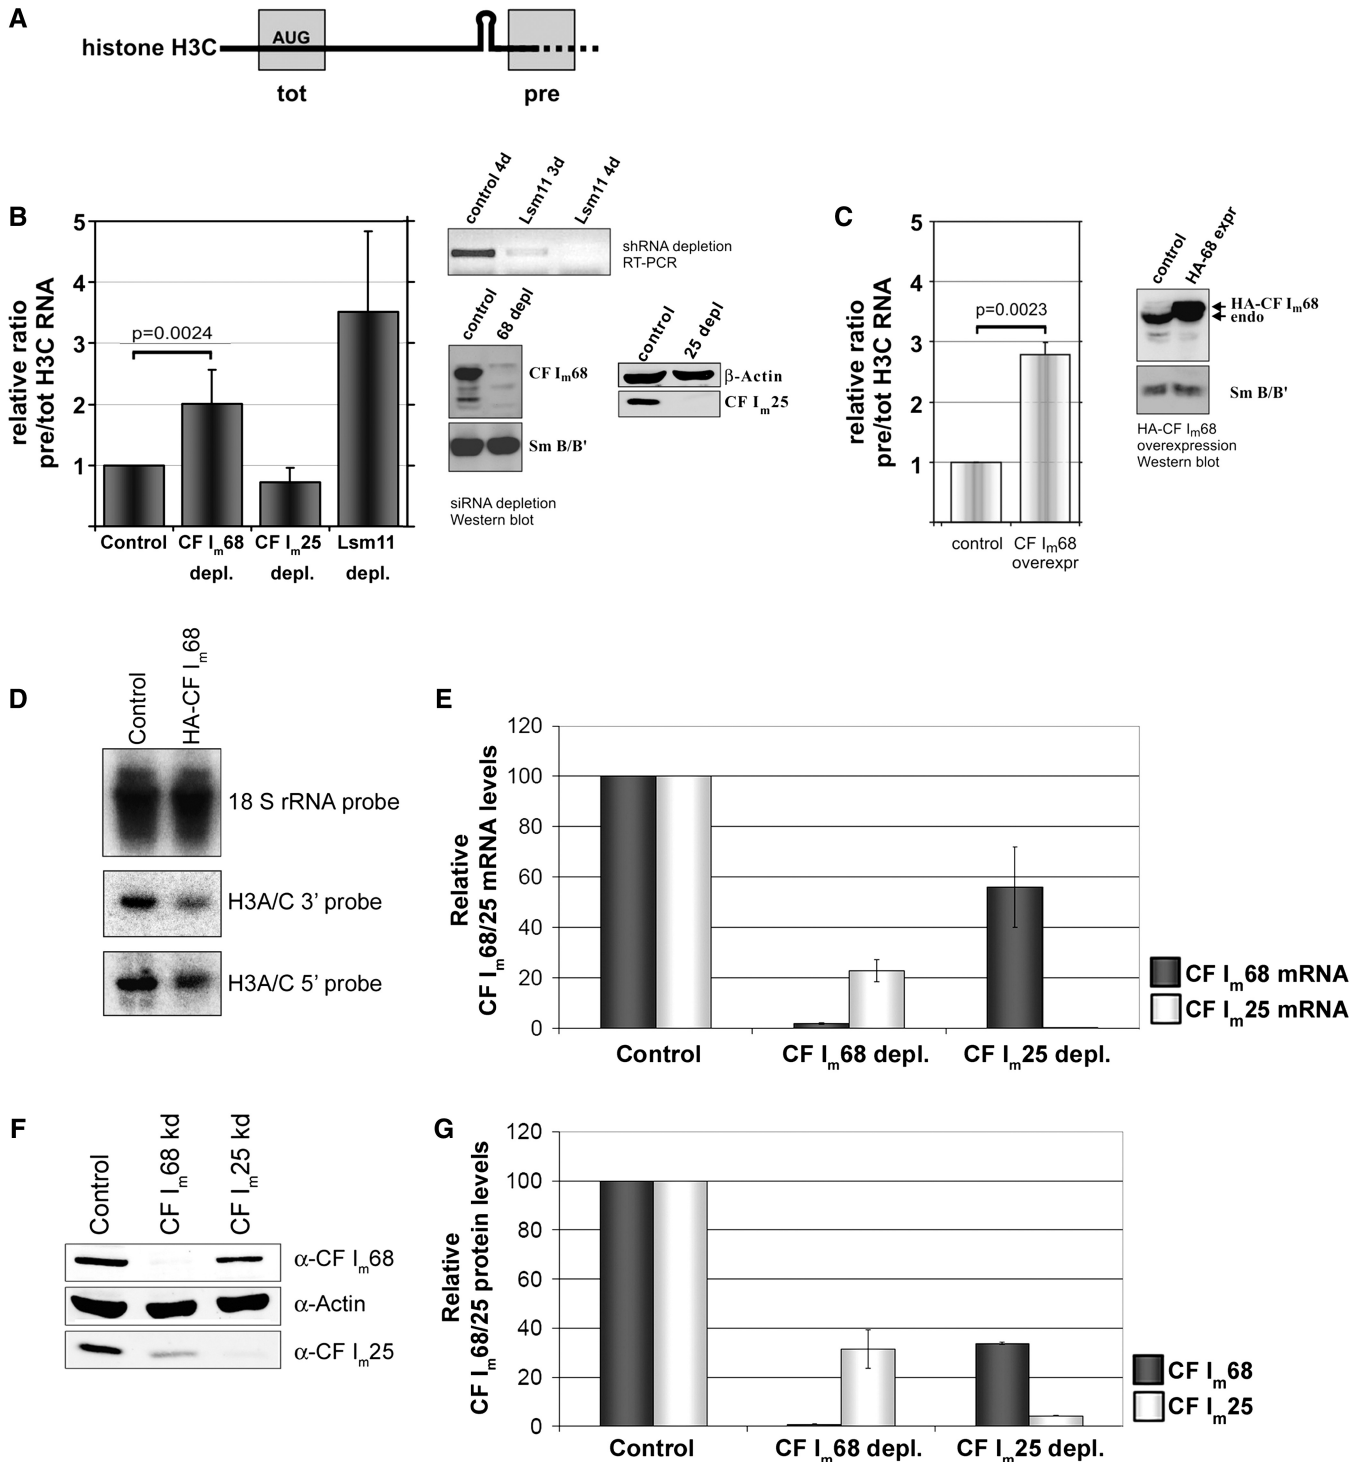 A
histone H3C
AUG
tot
pre
B
relative ratio
pre/tot H3C RNA
5
4
3
2
1
p=0.0024
Control
CF Im68
depl.
CF Im25
depl.
Lsm11
depl.
control 4d
Lsm11 3d
Lsm11 4d
shRNA depletion
RT-PCR
control
68 depl
CF Im68
Sm B/B'
siRNA depletion
Western blot
control
25 depl
β-Actin
CF Im25
C
relative ratio
pre/tot H3C RNA
5
4
3
2
1
p=0.0023
control
CF Im68
overexpr
control
HA-68 expr
HA-CF Im68
endo
Sm B/B'
HA-CF Im68
overexpression
Western blot
D
Control
HA-CF Im68
18 S rRNA probe
H3A/C 3' probe
H3A/C 5' probe
E
Relative
CF Im68/25 mRNA levels
120
100
80
60
40
20
0
Control
CF Im68 depl.
CF Im25 depl.
CF Im68 mRNA
CF Im25 mRNA
F
Control
CF Im68 kd
CF Im25 kd
α-CF Im68
α-Actin
α-CF Im25
G
Relative
CF Im68/25 protein levels
120
100
80
60
40
20
0
Control
CF Im68 depl.
CF Im25 depl.
CF Im68
CF Im25